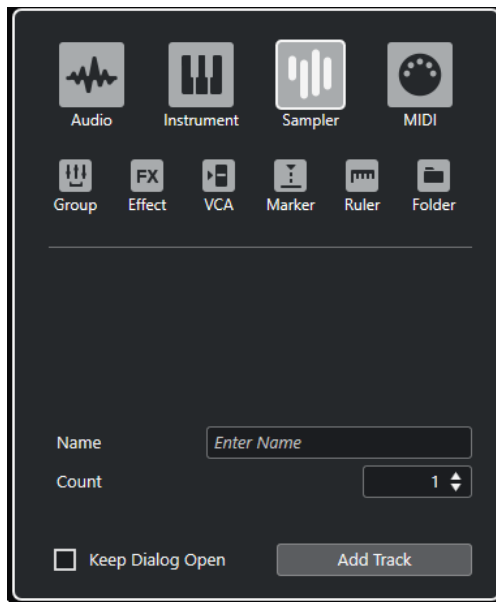 Audio Instrument Sampler MIDI
FX
Group Effect VCA Marker Ruler Folder
Name Enter Name
Count 1
Keep Dialog Open Add Track